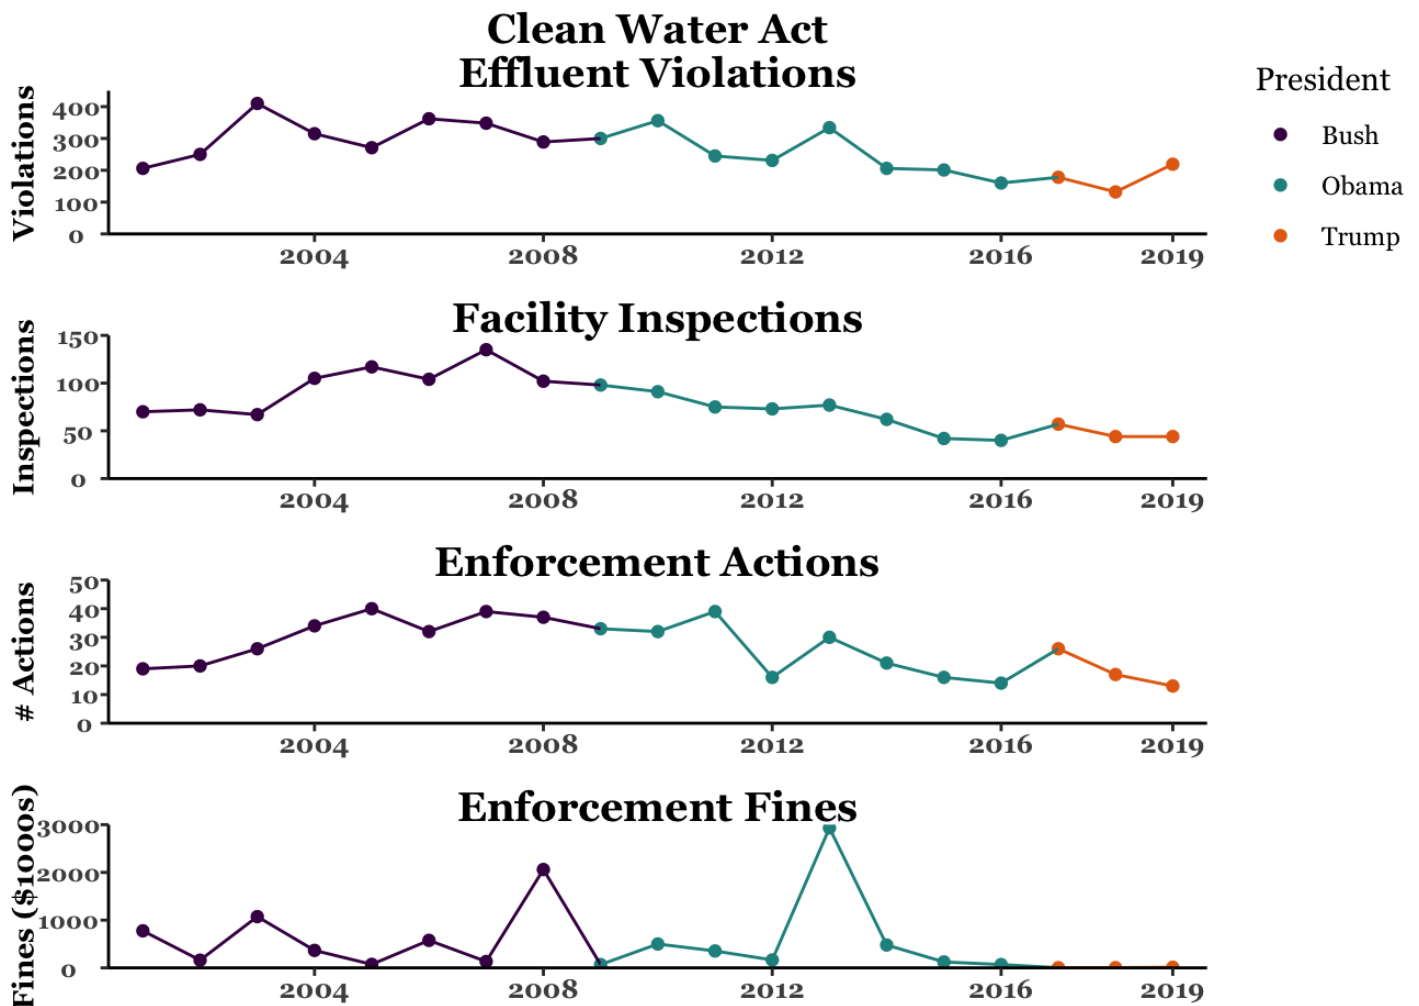 Clean Water Act
Effluent Violations
Violations
400
300
200
100
0
2004 2008 2012 2016 2019
President
Bush
Obama
Trump
Facility Inspections
Inspections
150
100
50
0
2004 2008 2012 2016 2019
Enforcement Actions
# Actions
50
40
30
20
10
0
2004 2008 2012 2016 2019
Enforcement Fines
Fines ($1000s)
3000
2000
1000
0
2004 2008 2012 2016 2019